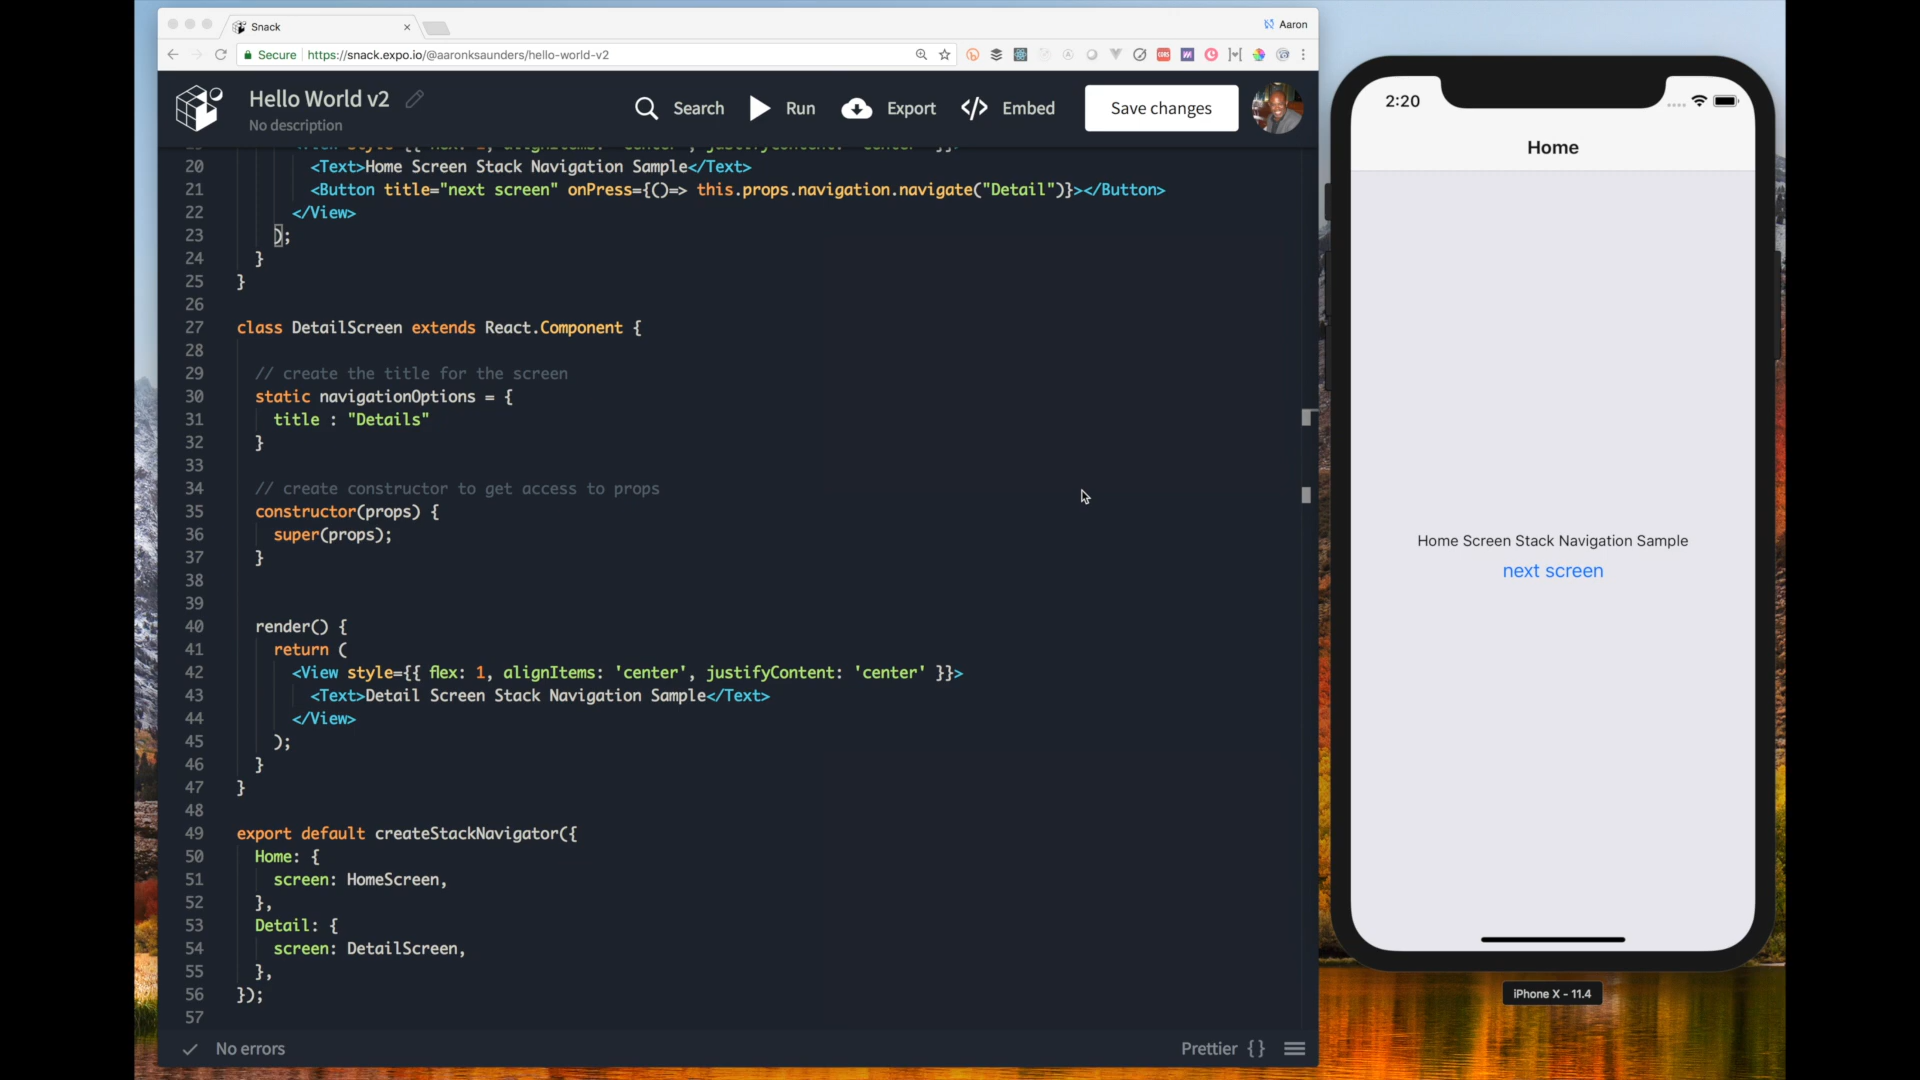 Snack
Aaron
Secure https://snack.expo.io/@aaronksaunders/hello-world-v2
Hello World v2
No description
Search
Run
Export
Embed
Save changes
20 <Text>Home Screen Stack Navigation Sample</Text>
21 <Button title="next screen" onPress={()=> this.props.navigation.navigate("Detail")}></Button>
22 </View>
23 );
24 }
25 }
26
27 class DetailScreen extends React.Component {
28
29 // create the title for the screen
30 static navigationOptions = {
31 title : "Details"
32 }
33
34 // create constructor to get access to props
35 constructor(props) {
36 super(props);
37 }
38
39
40 render() {
41 return (
42 <View style={{ flex: 1, alignItems: 'center', justifyContent: 'center' }}>
43 <Text>Detail Screen Stack Navigation Sample</Text>
44 </View>
45 );
46 }
47 }
48
49 export default createStackNavigator({
50 Home: {
51 screen: HomeScreen,
52 },
53 Detail: {
54 screen: DetailScreen,
55 },
56 });
57
No errors
Prettier {}
2:20
Home
Home Screen Stack Navigation Sample
next screen
iPhone X - 11.4